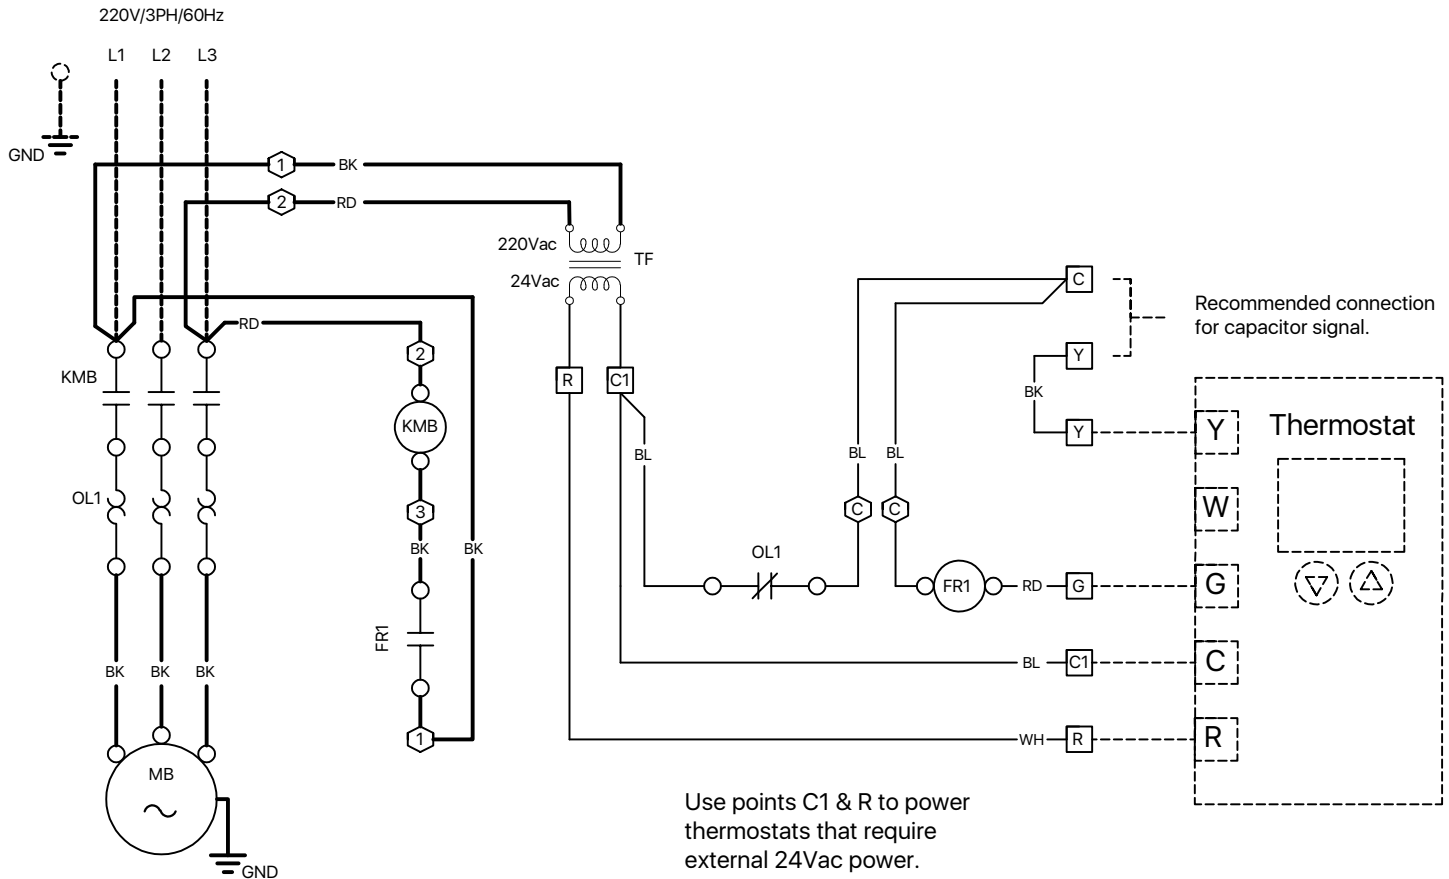 220V/3PH/60Hz
L1 L2 L3
GND
1 BK
2 RD
220Vac
TF
24Vac
C
Recommended connection
for capacitor signal.
RD
2
Y
KMB
R C1
BK
KMB
Y
Y
Thermostat
BL
BL
BL
OL1
3
C
C
W
BK
BK
OL1
FR1
RD
G
G
FR1
BK
BK
BK
BL
C1
C
1
WH
R
R
MB
Use points C1 & R to power
thermostats that require
external 24Vac power.
GND